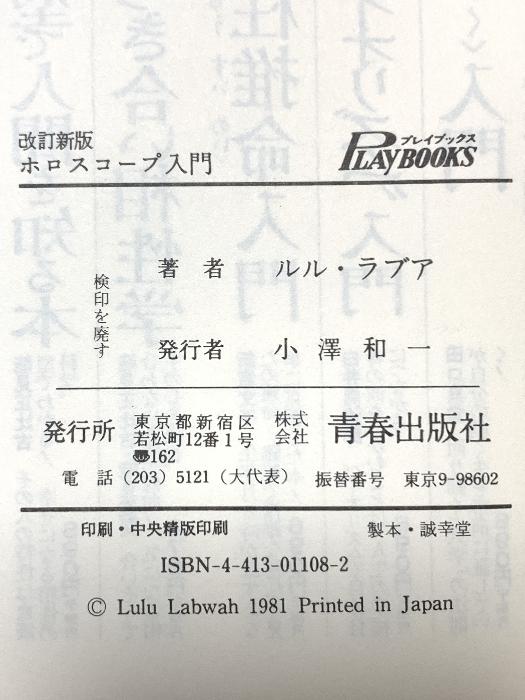 改訂新版
ホロスコープ入門
プレイブックス
PLAYBOOKS
検印を廃す
著者 ルル・ラブア
発行者 小澤和一
発行所 東京都新宿区若松町12番1号 〠162 株式会社 青春出版社
電話(203)5121(大代表) 振替番号 東京9-98602
印刷・中央精版印刷 製本・誠幸堂
ISBN-4-413-01108-2
© Lulu Labwah 1981 Printed in Japan